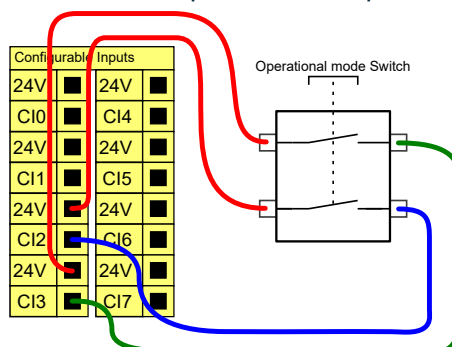 Configurable Inputs
Operational mode Switch
24V 24V
CI0 CI4
24V 24V
CI1 CI5
24V 24V
CI2 CI6
24V 24V
CI3 CI7